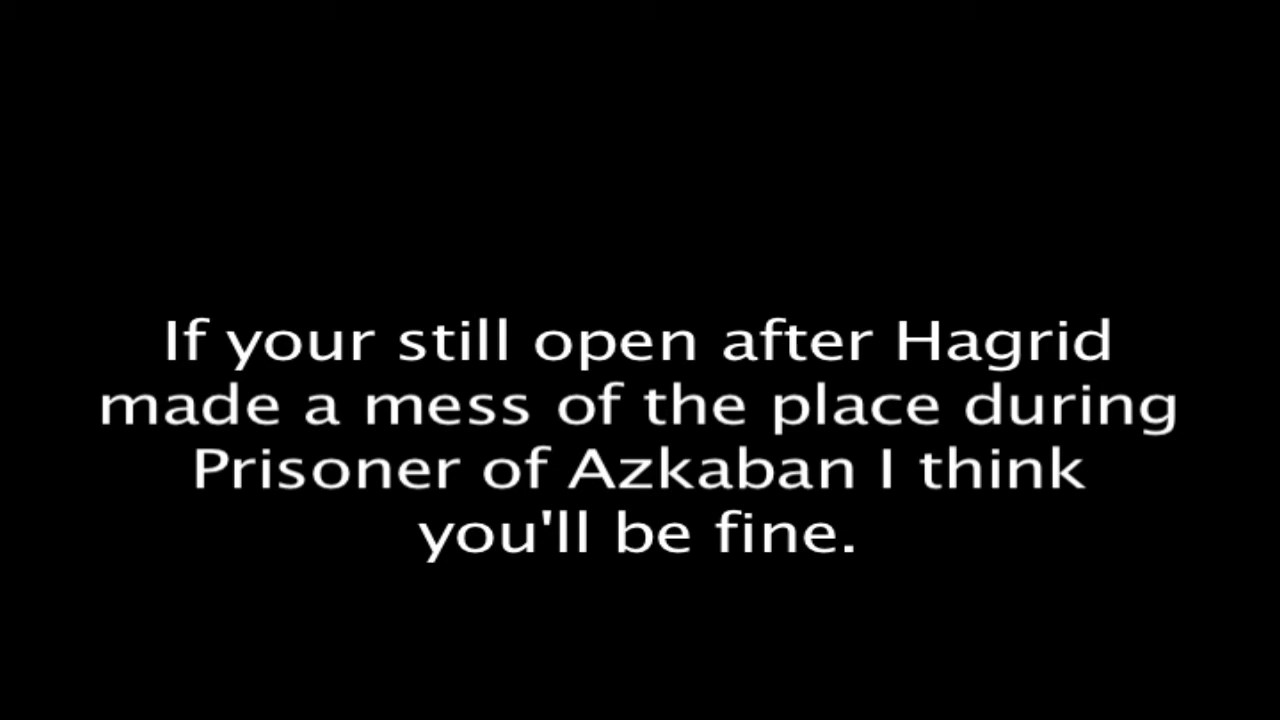 If your still open after Hagrid
made a mess of the place during
Prisoner of Azkaban I think
you'll be fine.